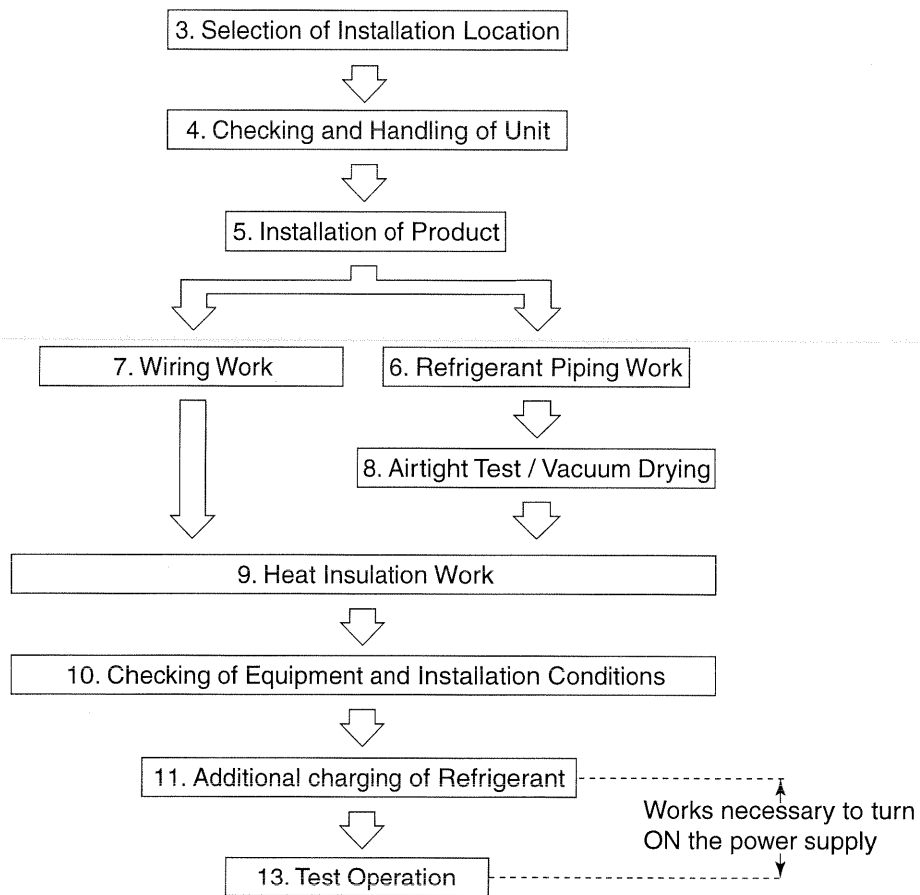 3. Selection of Installation Location
4. Checking and Handling of Unit
5. Installation of Product
7. Wiring Work
6. Refrigerant Piping Work
8. Airtight Test / Vacuum Drying
9. Heat Insulation Work
10. Checking of Equipment and Installation Conditions
11. Additional charging of Refrigerant
Works necessary to turn
ON the power supply
13. Test Operation